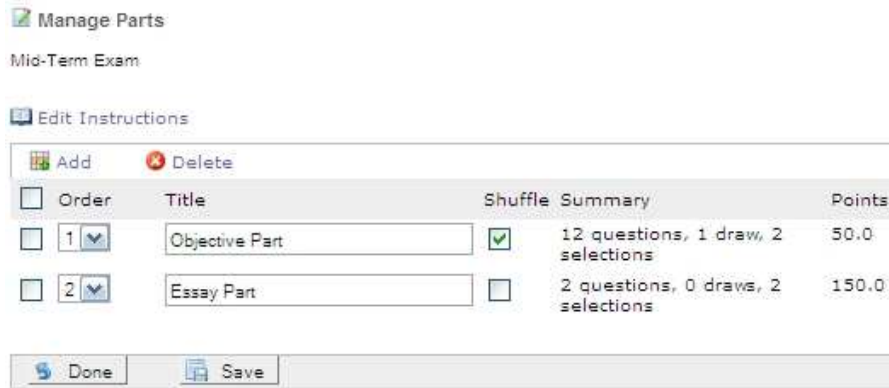 Manage Parts
Mid-Term Exam
Edit Instructions
Add Delete
Order Title Shuffle Summary Points
1 Objective Part 12 questions, 1 draw, 2 50.0
selections
2 Essay Part 2 questions, 0 draws, 2 150.0
selections
Done Save